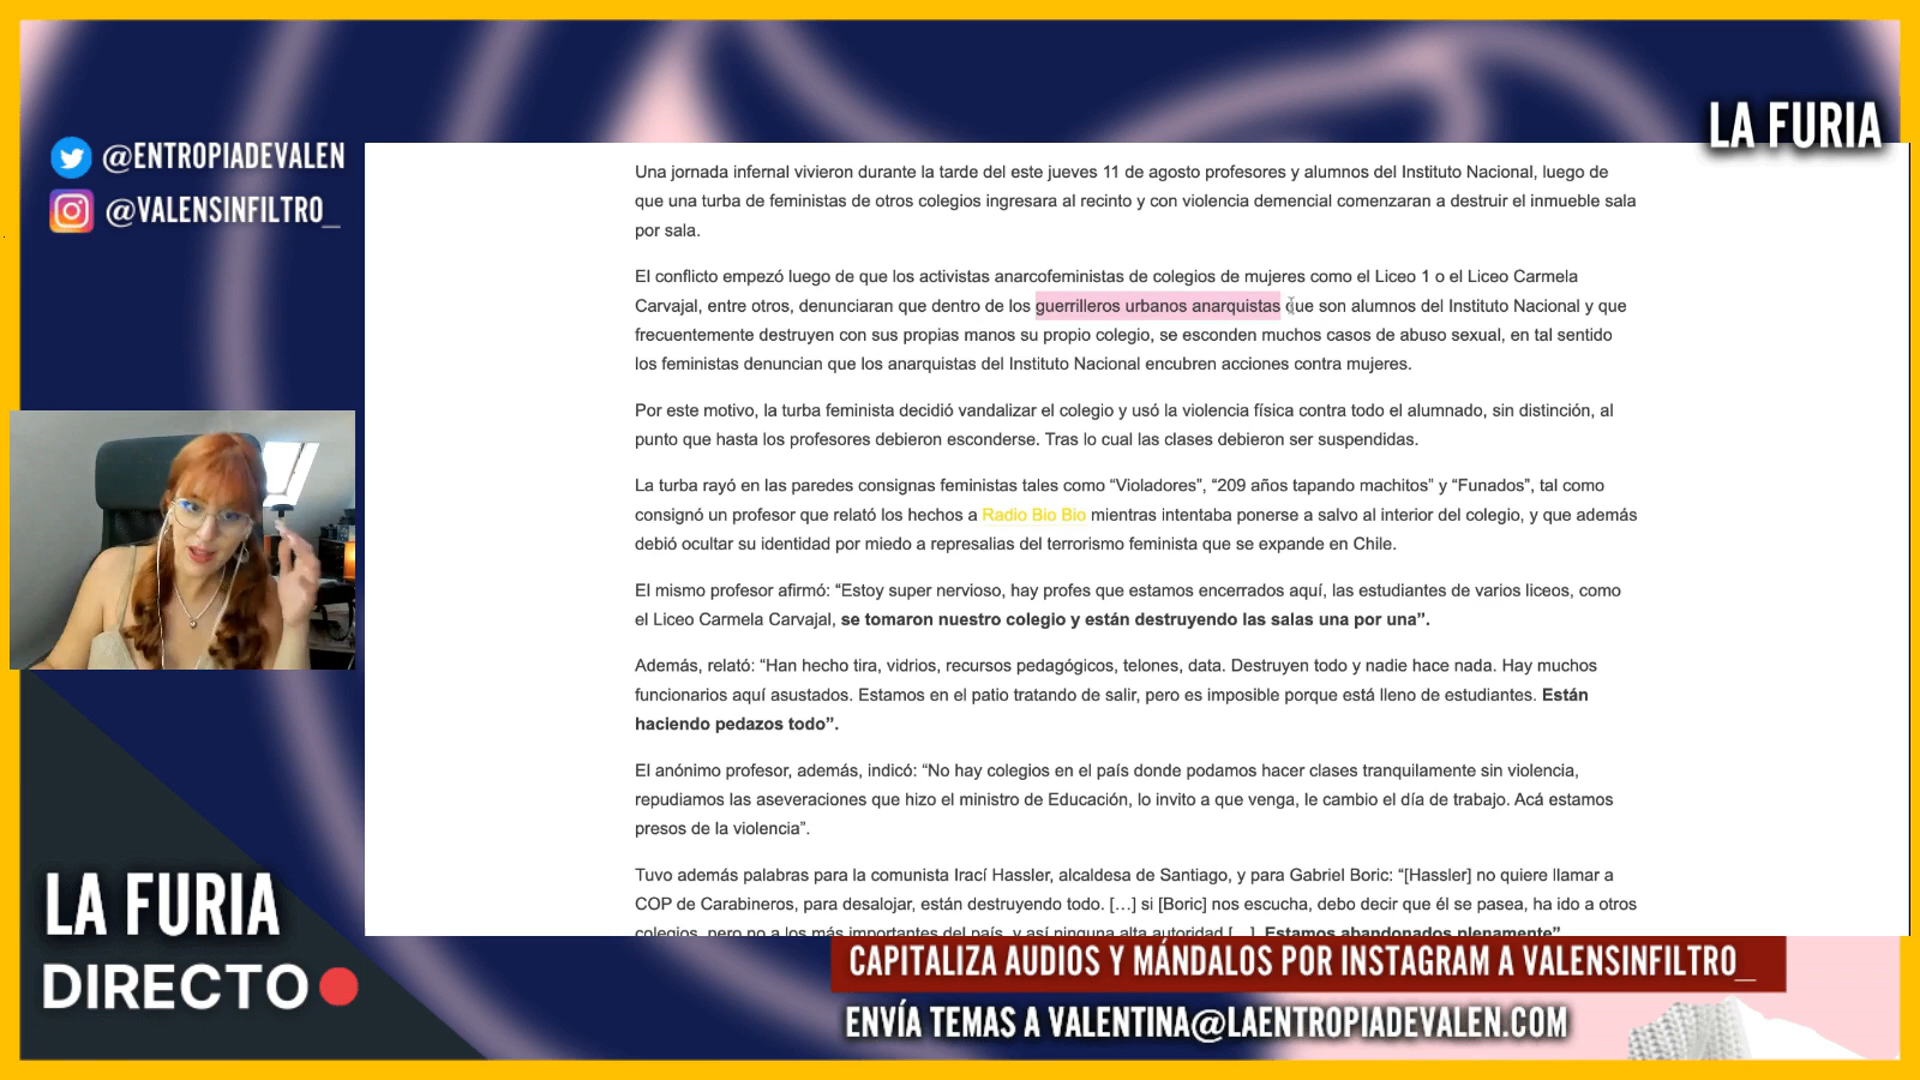 LA FURIA
@ENTROPIADEVALEN
@VALENSINFILTRO_
Una jornada infernal vivieron durante la tarde del este jueves 11 de agosto profesores y alumnos del Instituto Nacional, luego de
que una turba de feministas de otros colegios ingresara al recinto y con violencia demencial comenzaran a destruir el inmueble sala
por sala.
El conflicto empezó luego de que los activistas anarcofeministas de colegios de mujeres como el Liceo 1 o el Liceo Carmela
Carvajal, entre otros, denunciaran que dentro de los guerrilleros urbanos anarquistas que son alumnos del Instituto Nacional y que
frecuentemente destruyen con sus propias manos su propio colegio, se esconden muchos casos de abuso sexual, en tal sentido
los feministas denuncian que los anarquistas del Instituto Nacional encubren acciones contra mujeres.
Por este motivo, la turba feminista decidió vandalizar el colegio y usó la violencia física contra todo el alumnado, sin distinción, al
punto que hasta los profesores debieron esconderse. Tras lo cual las clases debieron ser suspendidas.
La turba rayó en las paredes consignas feministas tales como “Violadores”, “209 años tapando machitos” y “Funados”, tal como
consignó un profesor que relató los hechos a Radio Bio Bio mientras intentaba ponerse a salvo al interior del colegio, y que además
debió ocultar su identidad por miedo a represalias del terrorismo feminista que se expande en Chile.
El mismo profesor afirmó: “Estoy super nervioso, hay profes que estamos encerrados aquí, las estudiantes de varios liceos, como
el Liceo Carmela Carvajal, se tomaron nuestro colegio y están destruyendo las salas una por una”.
Además, relató: “Han hecho tira, vidrios, recursos pedagógicos, telones, data. Destruyen todo y nadie hace nada. Hay muchos
funcionarios aquí asustados. Estamos en el patio tratando de salir, pero es imposible porque está lleno de estudiantes. Están
haciendo pedazos todo”.
El anónimo profesor, además, indicó: “No hay colegios en el país donde podamos hacer clases tranquilamente sin violencia,
repudiamos las aseveraciones que hizo el ministro de Educación, lo invito a que venga, le cambio el día de trabajo. Acá estamos
presos de la violencia”.
Tuvo además palabras para la comunista Irací Hassler, alcaldesa de Santiago, y para Gabriel Boric: “[Hassler] no quiere llamar a
COP de Carabineros, para desalojar, están destruyendo todo. […] si [Boric] nos escucha, debo decir que él se pasea, ha ido a otros
colegios, pero no a los más importantes del país, y así ninguna alta autoridad […]. Estamos abandonados plenamente”
LA FURIA
DIRECTO
CAPITALIZA AUDIOS Y MÁNDALOS POR INSTAGRAM A VALENSINFILTRO_
ENVÍA TEMAS A VALENTINA@LAENTROPIADEVALEN.COM